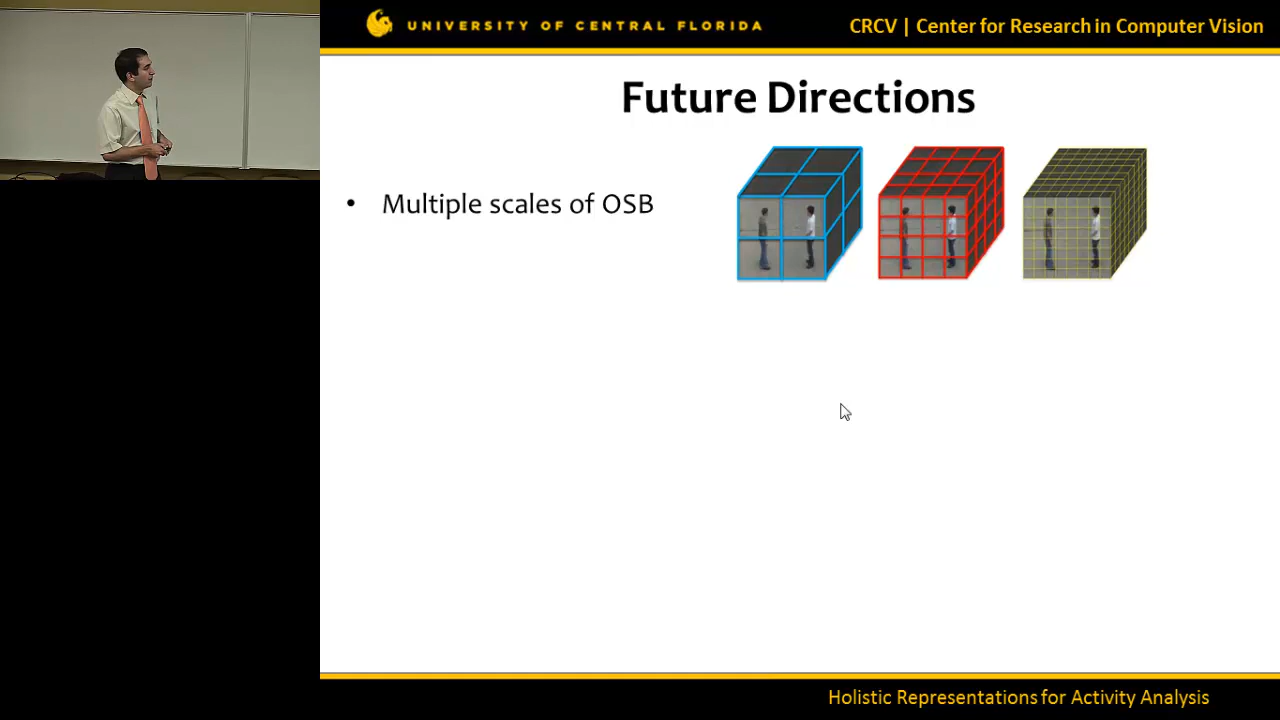 UNIVERSITY OF CENTRAL FLORIDA
CRCV | Center for Research in Computer Vision
Future Directions
• Multiple scales of OSB
Holistic Representations for Activity Analysis